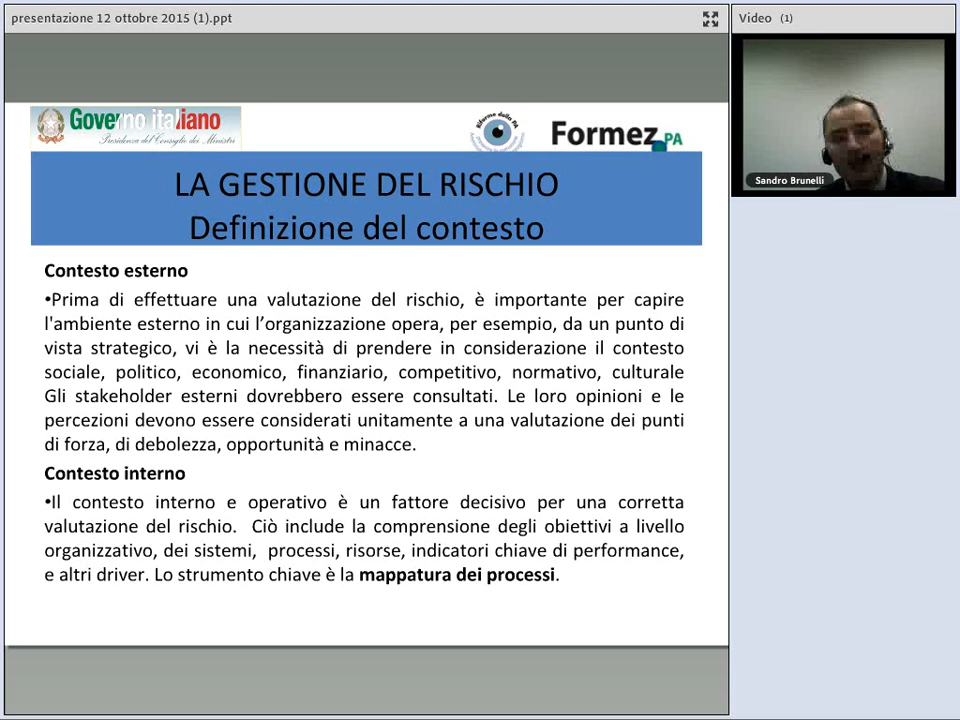 presentazione 12 ottobre 2015 (1).ppt
Video (1)
Governo italiano
Presidenza del Consiglio dei Ministri
Riforme della PA
Formez PA
Sandro Brunelli
LA GESTIONE DEL RISCHIO
Definizione del contesto
Contesto esterno
•Prima di effettuare una valutazione del rischio, è importante per capire
l'ambiente esterno in cui l’organizzazione opera, per esempio, da un punto di
vista strategico, vi è la necessità di prendere in considerazione il contesto
sociale, politico, economico, finanziario, competitivo, normativo, culturale
Gli stakeholder esterni dovrebbero essere consultati. Le loro opinioni e le
percezioni devono essere considerati unitamente a una valutazione dei punti
di forza, di debolezza, opportunità e minacce.
Contesto interno
•Il contesto interno e operativo è un fattore decisivo per una corretta
valutazione del rischio. Ciò include la comprensione degli obiettivi a livello
organizzativo, dei sistemi, processi, risorse, indicatori chiave di performance,
e altri driver. Lo strumento chiave è la mappatura dei processi.